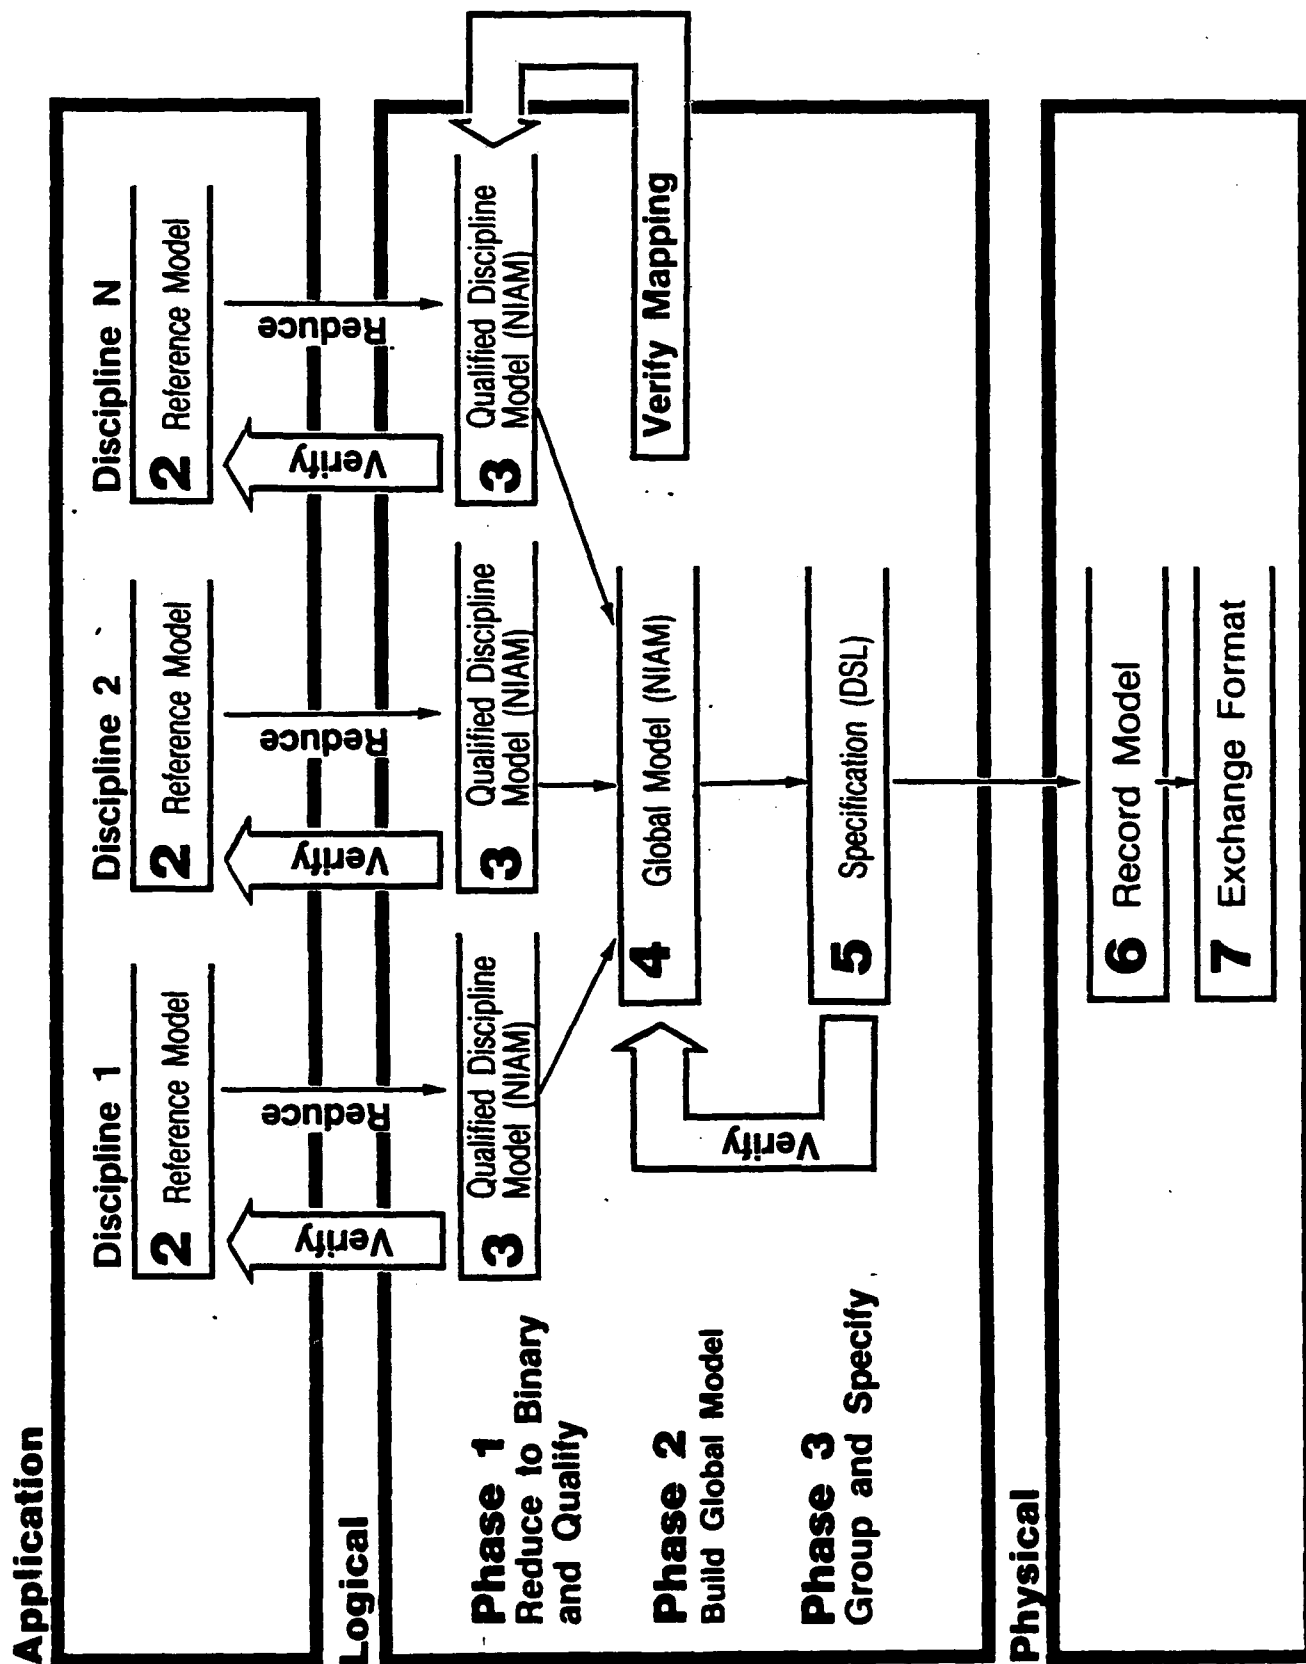 Application
Discipline 1
Discipline 2
Discipline N
2 Reference Model
2 Reference Model
2 Reference Model
Verify
Reduce
Verify
Reduce
Verify
Reduce
Logical
Phase 1
Reduce to Binary
and Qualify
3 Qualified Discipline
Model (NIAM)
3 Qualified Discipline
Model (NIAM)
3 Qualified Discipline
Model (NIAM)
Phase 2
Build Global Model
4 Global Model (NIAM)
Verify Mapping
Verify
Phase 3
Group and Specify
5 Specification (DSL)
Physical
6 Record Model
7 Exchange Format